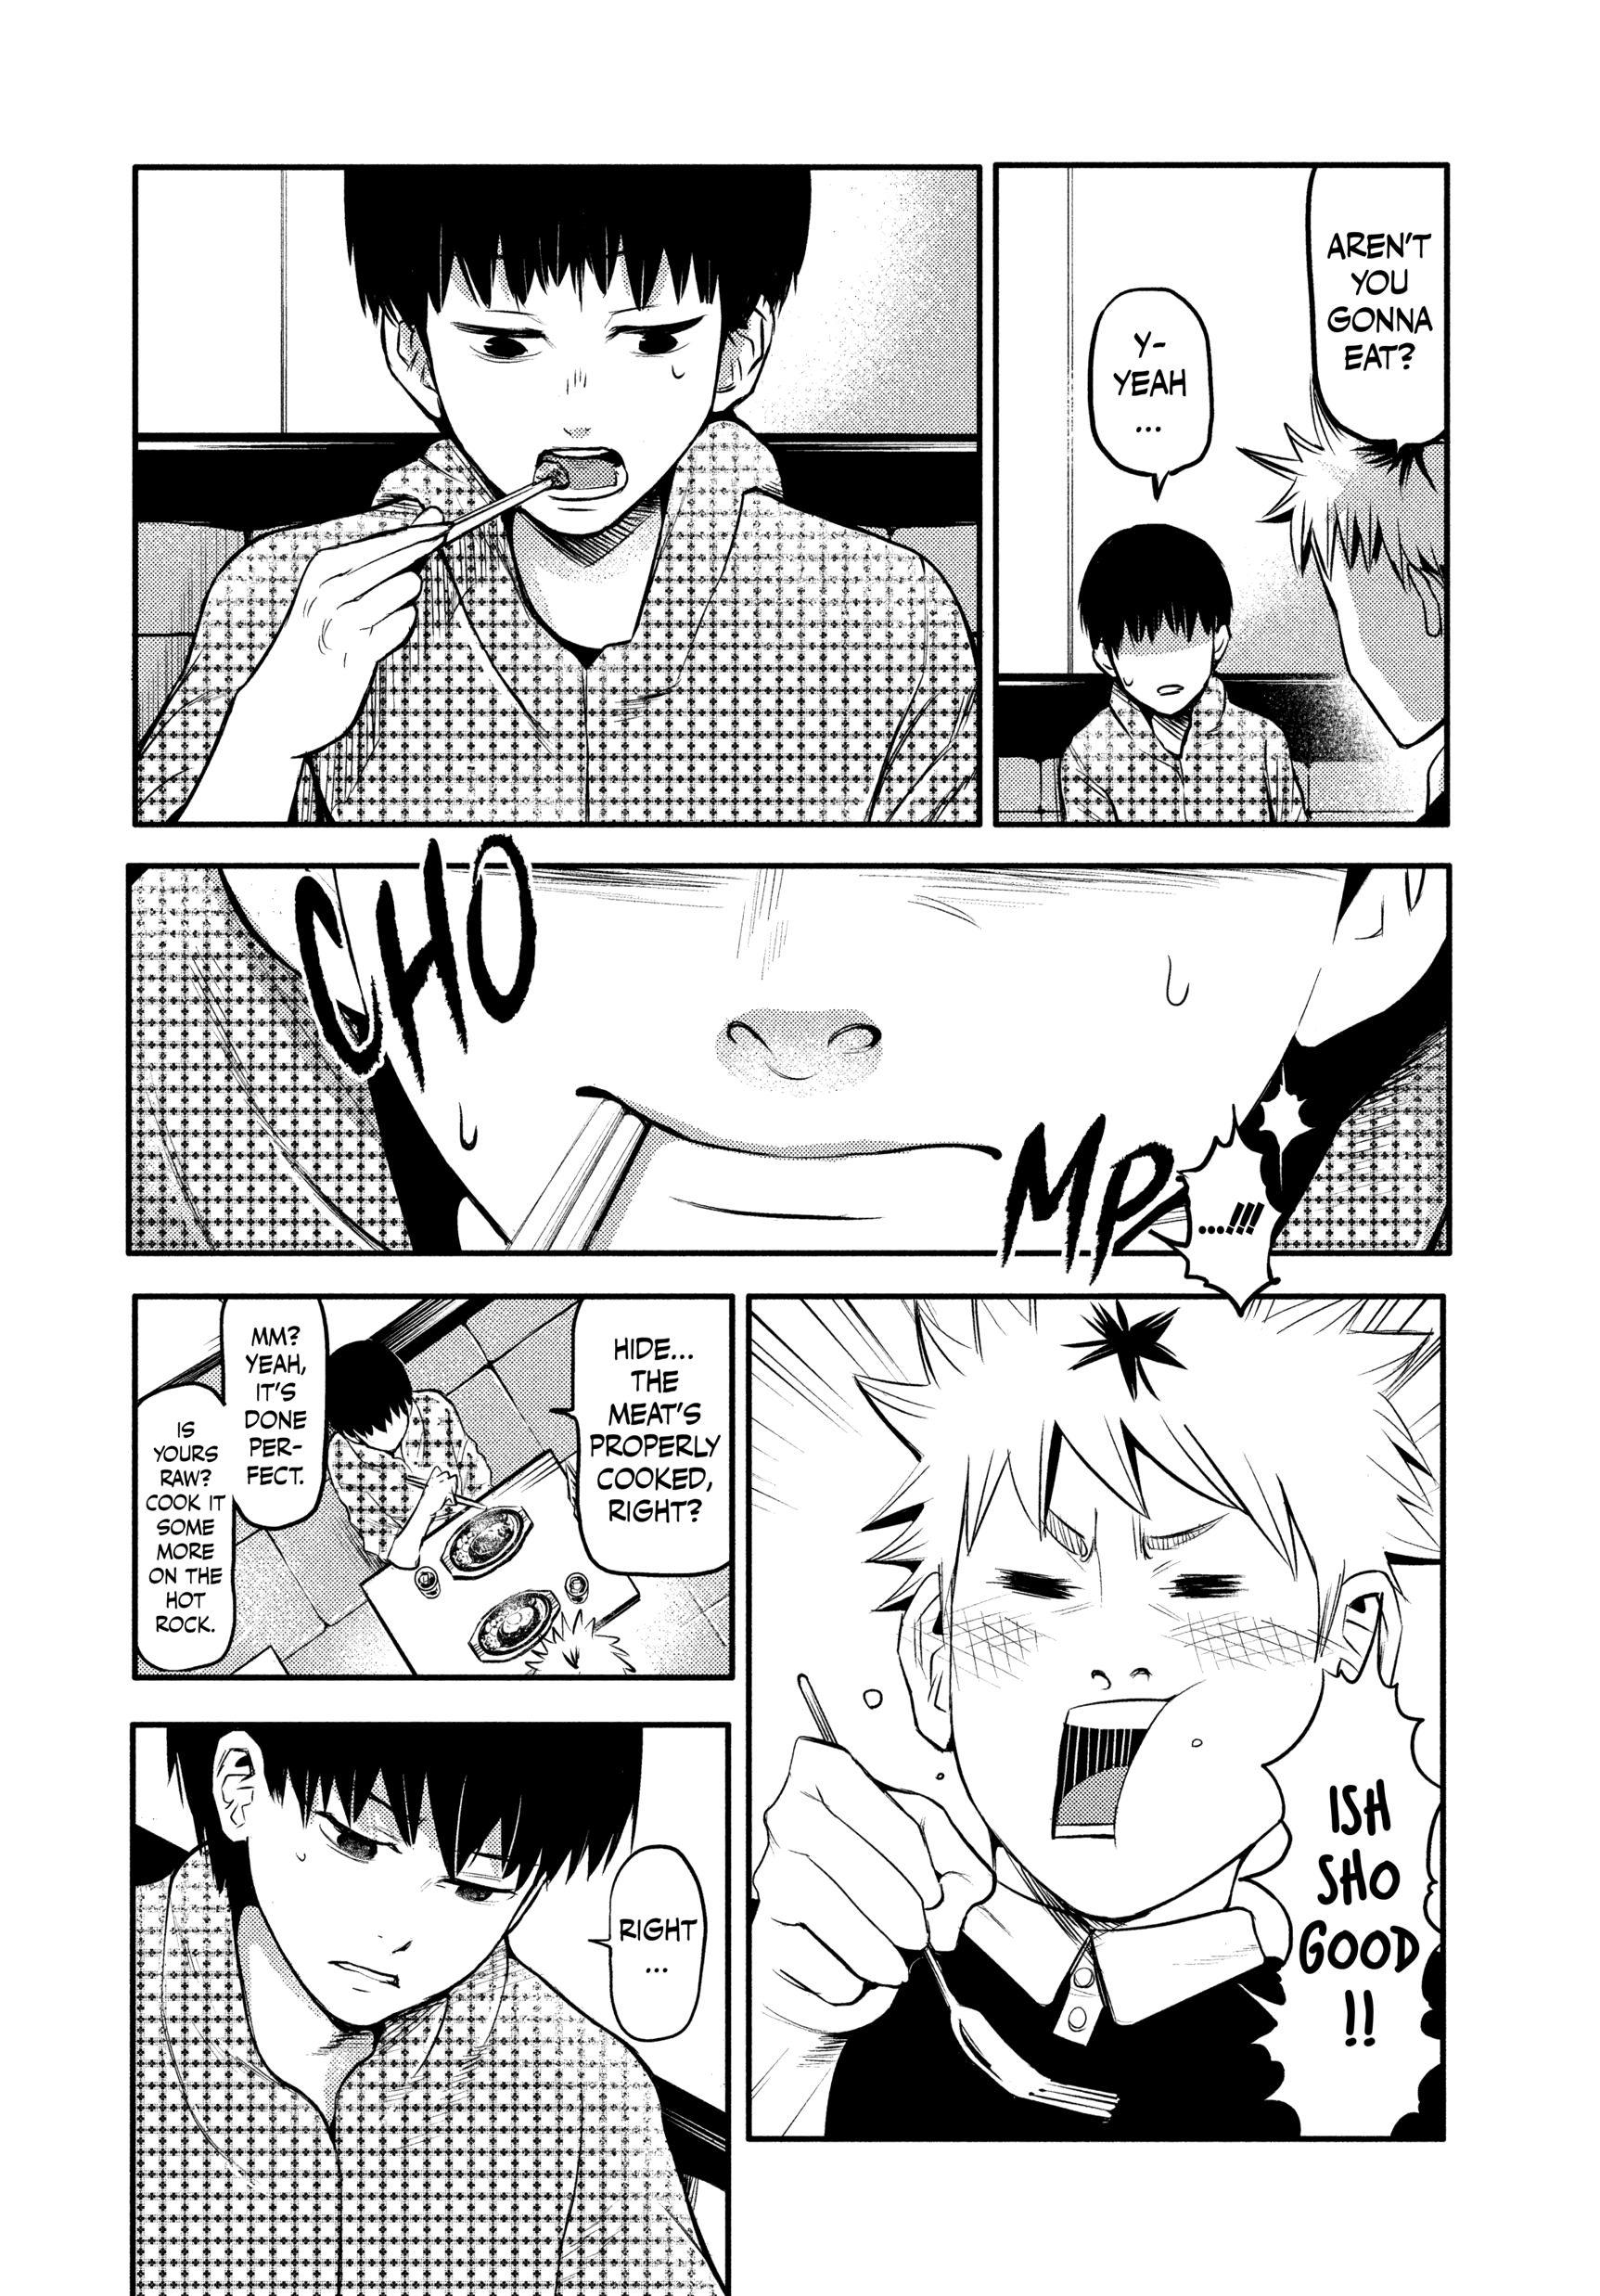 AREN'T
YOU
GONNA
EAT?
Y-
YEAH
...
CHO
MP
....!!!
ISH
SHO
GOOD
!!
HIDE...
THE
MEAT'S
PROPERLY
COOKED,
RIGHT?
MM?
YEAH,
IT'S
DONE
PER-
FECT.
IS
YOURS
RAW?
COOK IT
SOME
MORE
ON THE
HOT
ROCK.
RIGHT
...